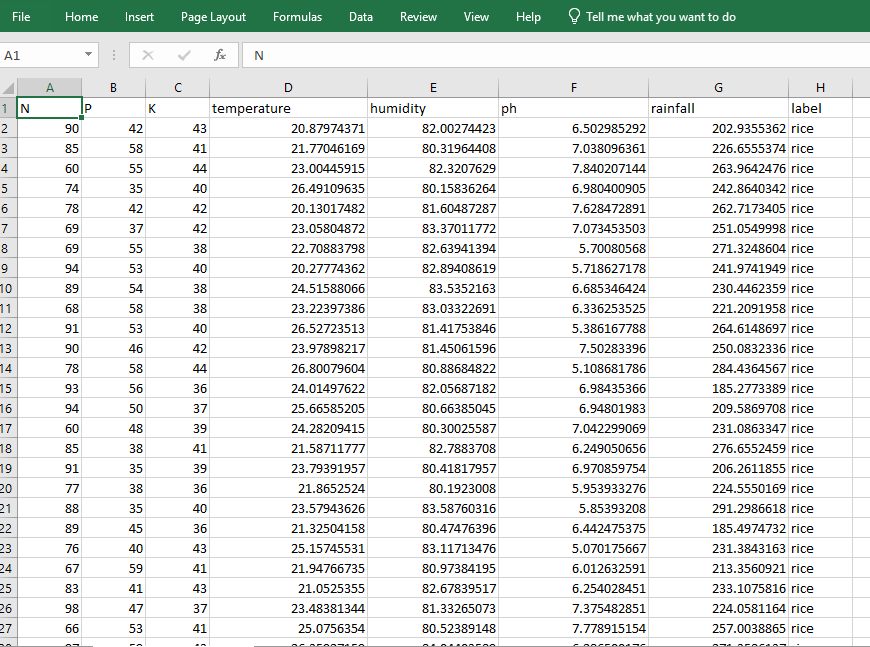 File Home Insert Page Layout Formulas Data Review View Help Tell me what you want to do
A1 fx N
A B C D E F G H
1 N P K temperature humidity ph rainfall label
2 90 42 43 20.87974371 82.00274423 6.502985292 202.9355362 rice
3 85 58 41 21.77046169 80.31964408 7.038096361 226.6555374 rice
4 60 55 44 23.00445915 82.3207629 7.840207144 263.9642476 rice
5 74 35 40 26.49109635 80.15836264 6.980400905 242.8640342 rice
6 78 42 42 20.13017482 81.60487287 7.628472891 262.7173405 rice
7 69 37 42 23.05804872 83.37011772 7.073453503 251.0549998 rice
8 69 55 38 22.70883798 82.63941394 5.70080568 271.3248604 rice
9 94 53 40 20.27774362 82.89408619 5.718627178 241.9741949 rice
10 89 54 38 24.51588066 83.5352163 6.685346424 230.4462359 rice
11 68 58 38 23.22397386 83.03322691 6.336253525 221.2091958 rice
12 91 53 40 26.52723513 81.41753846 5.386167788 264.6148697 rice
13 90 46 42 23.97898217 81.45061596 7.50283396 250.0832336 rice
14 78 58 44 26.80079604 80.88684822 5.108681786 284.4364567 rice
15 93 56 36 24.01497622 82.05687182 6.98435366 185.2773389 rice
16 94 50 37 25.66585205 80.66385045 6.94801983 209.5869708 rice
17 60 48 39 24.28209415 80.30025587 7.042299069 231.0863347 rice
18 85 38 41 21.58711777 82.7883708 6.249050656 276.6552459 rice
19 91 35 39 23.79391957 80.41817957 6.970859754 206.2611855 rice
20 77 38 36 21.8652524 80.1923008 5.953933276 224.5550169 rice
21 88 35 40 23.57943626 83.58760316 5.85393208 291.2986618 rice
22 89 45 36 21.32504158 80.47476396 6.442475375 185.4974732 rice
23 76 40 43 25.15745531 83.11713476 5.070175667 231.3843163 rice
24 67 59 41 21.94766735 80.97384195 6.012632591 213.3560921 rice
25 83 41 43 21.0525355 82.67839517 6.254028451 233.1075816 rice
26 98 47 37 23.48381344 81.33265073 7.375482851 224.0581164 rice
27 66 53 41 25.0756354 80.52389148 7.778915154 257.0038865 rice